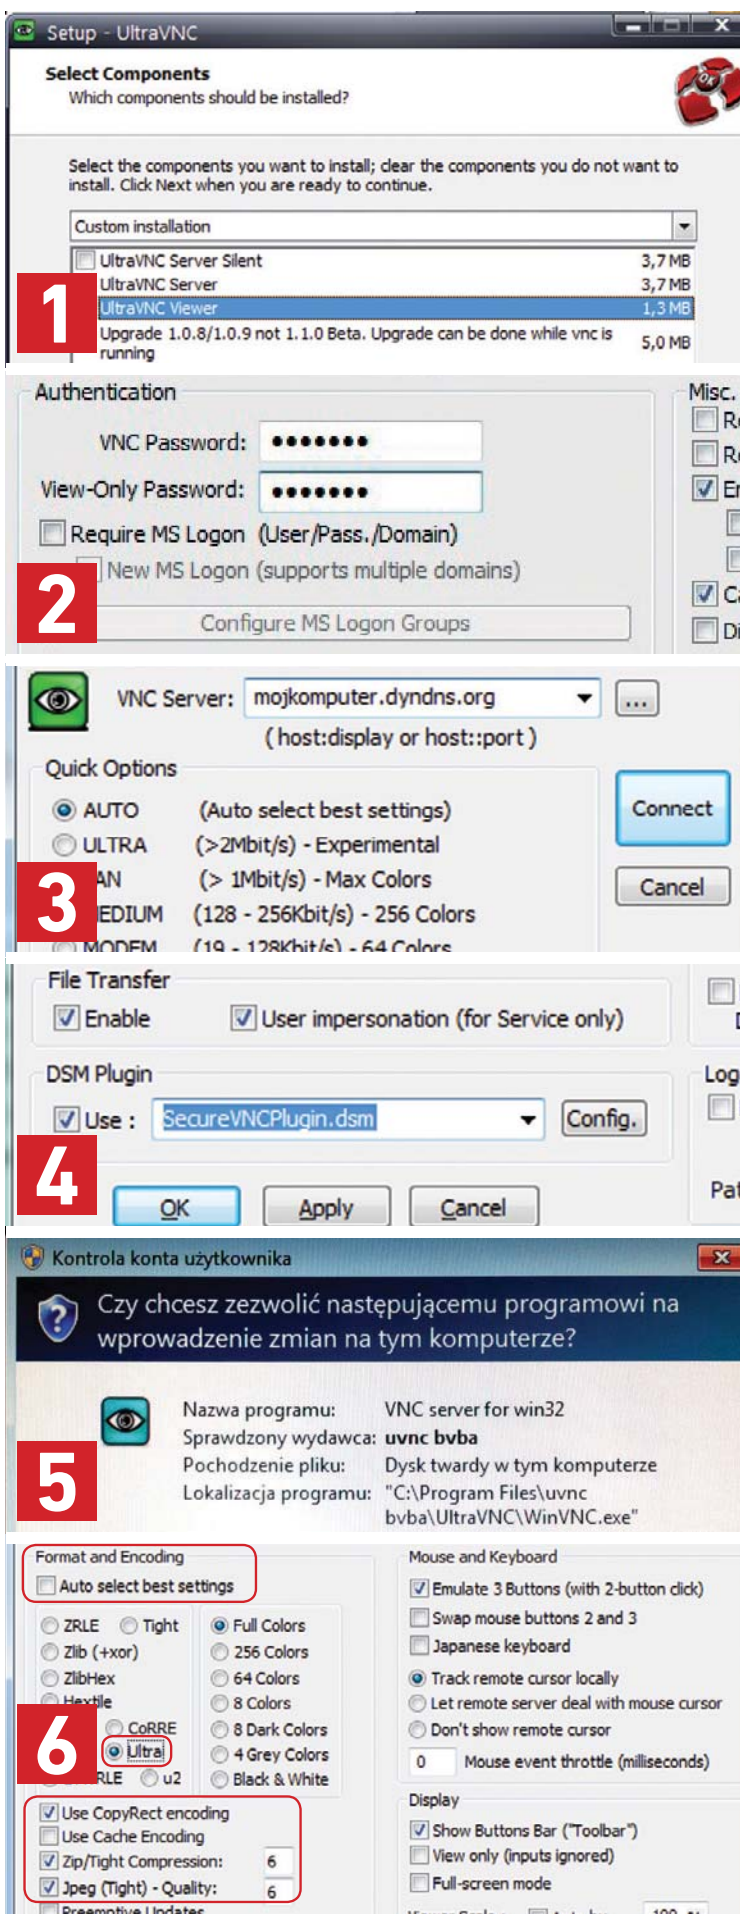 Setup - UltraVNC
Select Components
Which components should be installed?
Select the components you want to install; clear the components you do not want to
install. Click Next when you are ready to continue.
Custom installation
UltraVNC Server Silent 3,7 MB
UltraVNC Server 3,7 MB
UltraVNC Viewer 1,3 MB
Upgrade 1.0.8/1.0.9 not 1.1.0 Beta. Upgrade can be done while vnc is
running 5,0 MB
1
Authentication
VNC Password: •••••••
View-Only Password: •••••••
Require MS Logon (User/Pass./Domain)
New MS Logon (supports multiple domains)
Configure MS Logon Groups
Misc.
2
VNC Server: mojkomputer.dyndns.org ...
( host:display or host::port )
Quick Options
AUTO (Auto select best settings)
ULTRA (>2Mbit/s) - Experimental
AN (> 1Mbit/s) - Max Colors
EDIUM (128 - 256Kbit/s) - 256 Colors
MODEM (19 - 128Kbit/s) - 64 Colors
Connect
Cancel
3
File Transfer
Enable User impersonation (for Service only)
DSM Plugin
Use : SecureVNCPlugin.dsm Config.
OK Apply Cancel
Log
Pat
4
Kontrola konta użytkownika
Czy chcesz zezwolić następującemu programowi na
wprowadzenie zmian na tym komputerze?
Nazwa programu: VNC server for win32
Sprawdzony wydawca: uvnc bvba
Pochodzenie pliku: Dysk twardy w tym komputerze
Lokalizacja programu: "C:\Program Files\uvnc
bvba\UltraVNC\WinVNC.exe"
5
Format and Encoding
Auto select best settings
ZRLE Tight
Zlib (+xor)
ZlibHex
Hextile
CoRRE
Ultra
RLE u2
Full Colors
256 Colors
64 Colors
8 Colors
8 Dark Colors
4 Grey Colors
Black & White
Use CopyRect encoding
Use Cache Encoding
Zip/Tight Compression: 6
Jpeg (Tight) - Quality: 6
Preemptive Updates
6
Mouse and Keyboard
Emulate 3 Buttons (with 2-button click)
Swap mouse buttons 2 and 3
Japanese keyboard
Track remote cursor locally
Let remote server deal with mouse cursor
Don't show remote cursor
0 Mouse event throttle (milliseconds)
Display
Show Buttons Bar ("Toolbar")
View only (inputs ignored)
Full-screen mode